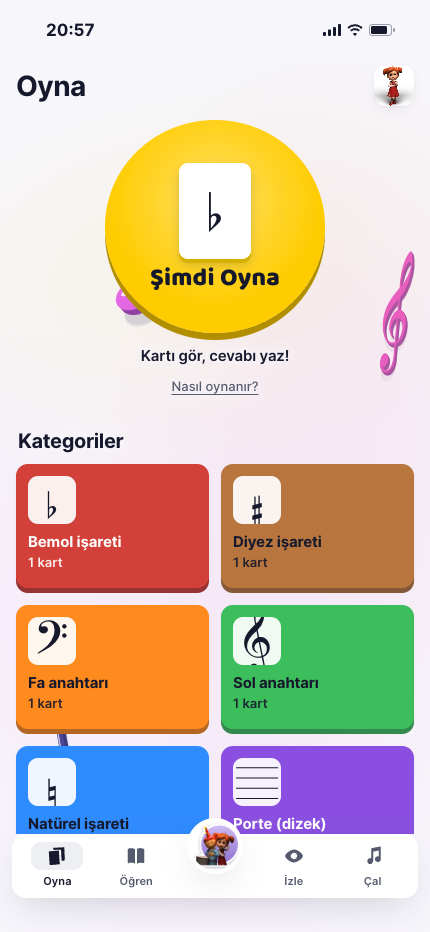 20:57
Oyna
Şimdi Oyna
Kartı gör, cevabı yaz!
Nasıl oynanır?
Kategoriler
Bemol işareti
1 kart
Diyez işareti
1 kart
Fa anahtarı
1 kart
Sol anahtarı
1 kart
Natürel işareti
Porte (dizek)
Oyna
Öğren
İzle
Çal